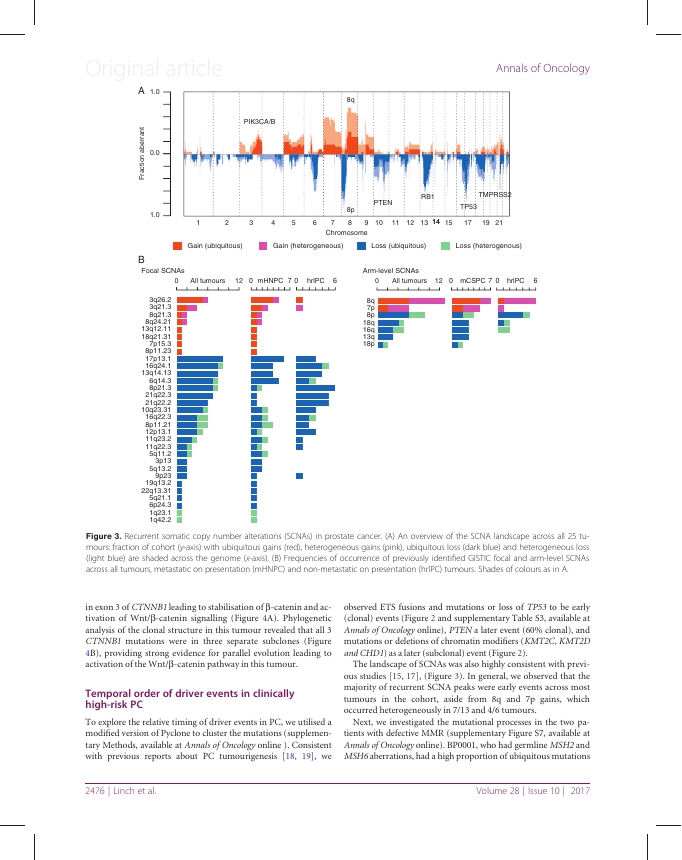 Original article
Annals of Oncology
A
1.0
8q
PIK3CA/B
Fraction aberrant
0.0
PTEN
RB1
TMPRSS2
TP53
8p
1.0
1 2 3 4 5 6 7 8 9 10 11 12 13 14 15 17 19 21
Chromosome
Gain (ubiquitous) Gain (heterogeneous) Loss (ubiquitous) Loss (heterogenous)
B
Focal SCNAs
0 All tumours 12 0 mHNPC 7 0 hrlPC 6
3q26.2
3q21.3
8q21.3
8q24.21
13q12.11
18q21.31
7p15.3
8p11.23
17p13.1
16q24.1
13q14.13
6q14.3
8p21.3
21q22.3
21q22.2
10q23.31
16q22.3
8p11.21
12p13.1
11q23.2
11q22.3
5q11.2
3p13
5q13.2
9p23
19q13.2
22q13.31
5q21.1
6p24.3
1q23.1
1q42.2
Arm-level SCNAs
0 All tumours 12 0 mCSPC 7 0 hrlPC 6
8q
7p
8p
18q
16q
13q
18p
Figure 3. Recurrent somatic copy number alterations (SCNAs) in prostate cancer. (A) An overview of the SCNA landscape across all 25 tu-
mours: fraction of cohort (y-axis) with ubiquitous gains (red), heterogeneous gains (pink), ubiquitous loss (dark blue) and heterogeneous loss
(light blue) are shaded across the genome (x-axis). (B) Frequencies of occurrence of previously identified GISTIC focal and arm-level SCNAs
across all tumours, metastatic on presentation (mHNPC) and non-metastatic on presentation (hrlPC) tumours. Shades of colours as in A.
in exon 3 of CTNNB1 leading to stabilisation of β-catenin and ac-
tivation of Wnt/β-catenin signalling (Figure 4A). Phylogenetic
analysis of the clonal structure in this tumour revealed that all 3
CTNNB1 mutations were in three separate subclones (Figure
4B), providing strong evidence for parallel evolution leading to
activation of the Wnt/β-catenin pathway in this tumour.
Temporal order of driver events in clinically
high-risk PC
To explore the relative timing of driver events in PC, we utilised a
modified version of Pyclone to cluster the mutations (supplemen-
tary Methods, available at Annals of Oncology online ). Consistent
with previous reports about PC tumourigenesis [18, 19], we
observed ETS fusions and mutations or loss of TP53 to be early
(clonal) events (Figure 2 and supplementary Table S3, available at
Annals of Oncology online), PTEN a later event (60% clonal), and
mutations or deletions of chromatin modifiers (KMT2C, KMT2D
and CHD1) as a later (subclonal) event (Figure 2).
The landscape of SCNAs was also highly consistent with previ-
ous studies [15, 17], (Figure 3). In general, we observed that the
majority of recurrent SCNA peaks were early events across most
tumours in the cohort, aside from 8q and 7p gains, which
occurred heterogeneously in 7/13 and 4/6 tumours.
Next, we investigated the mutational processes in the two pa-
tients with defective MMR (supplementary Figure S7, available at
Annals of Oncology online). BP0001, who had germline MSH2 and
MSH6 aberrations, had a high proportion of ubiquitous mutations
2476 | Linch et al.
Volume 28 | Issue 10 | 2017